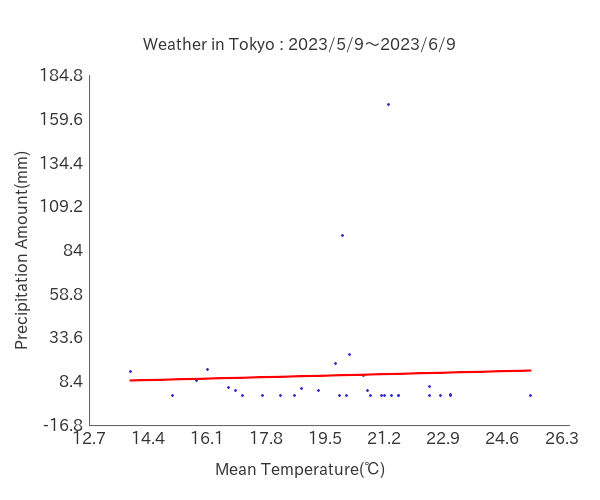 Weather in Tokyo : 2023/5/9～2023/6/9
184.8
159.6
134.4
109.2
84
58.8
33.6
8.4
-16.8
Precipitation Amount(mm)
12.7 14.4 16.1 17.8 19.5 21.2 22.9 24.6 26.3
Mean Temperature(℃)